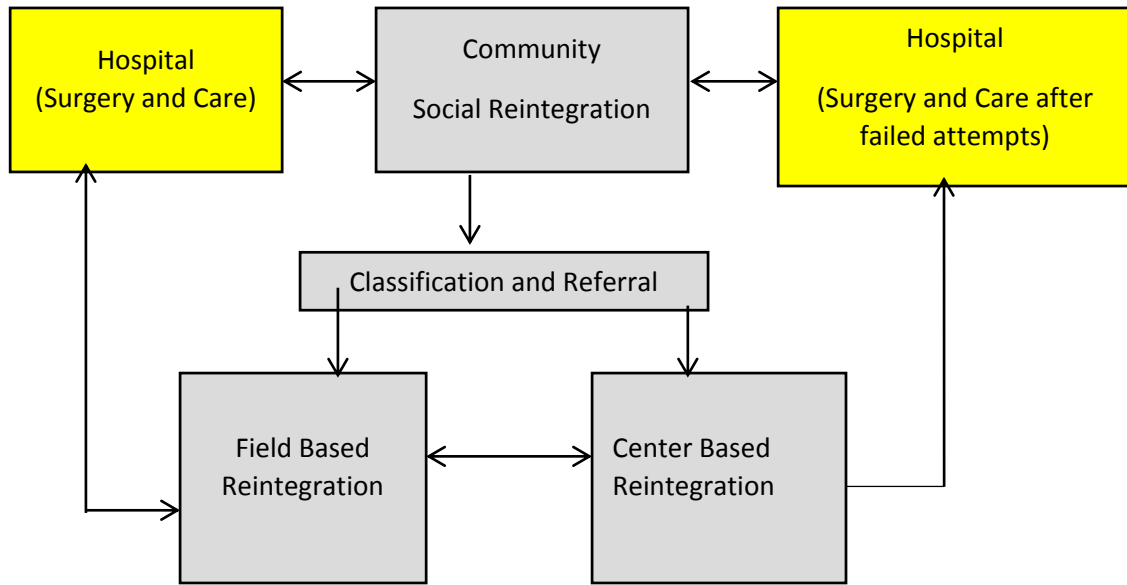 Hospital
(Surgery and Care)
Community
Social Reintegration
Hospital
(Surgery and Care after
failed attempts)
Classification and Referral
Field Based
Reintegration
Center Based
Reintegration